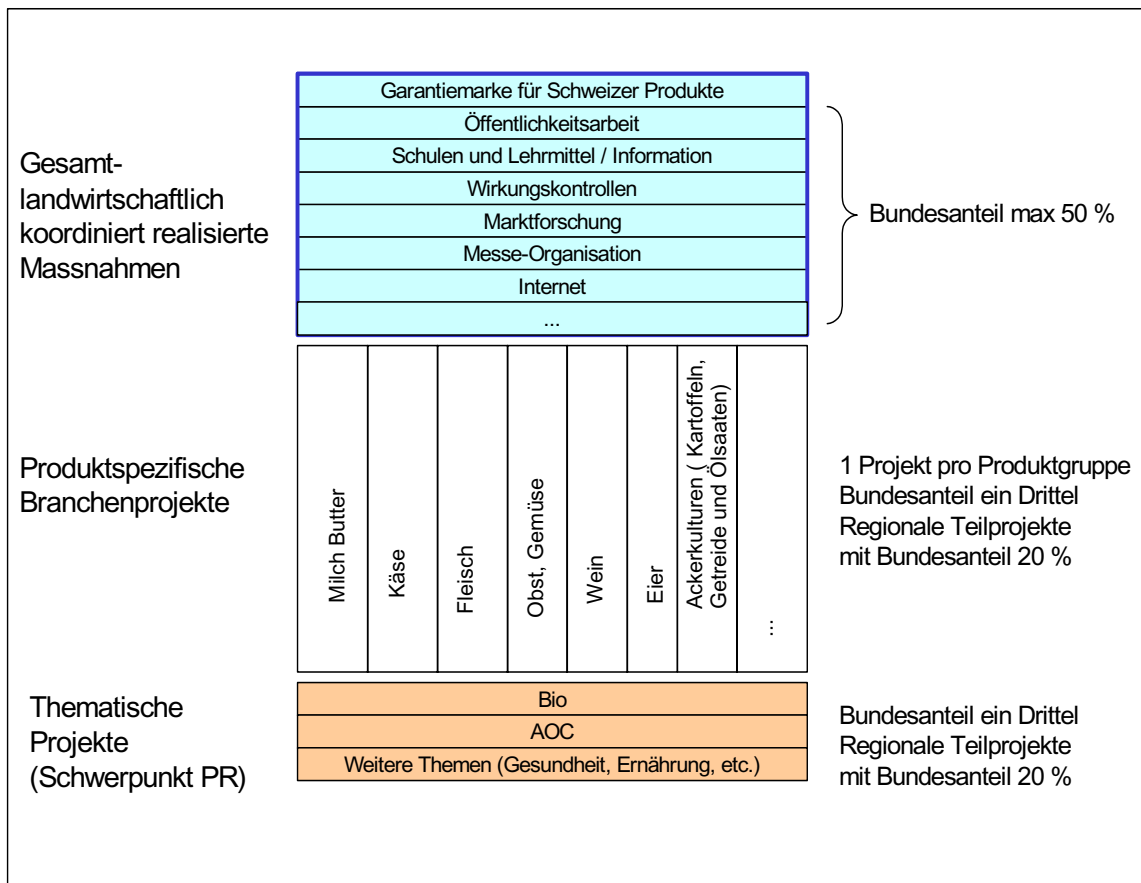 Garantiemarke für Schweizer Produkte
Öffentlichkeitsarbeit
Schulen und Lehrmittel / Information
Wirkungskontrollen
Marktforschung
Messe-Organisation
Internet
...
Gesamt-
landwirtschaftlich
koordiniert realisierte
Massnahmen
Bundesanteil max 50 %
Produktspezifische
Branchenprojekte
Milch Butter
Käse
Fleisch
Obst, Gemüse
Wein
Eier
Ackerkulturen ( Kartoffeln,
Getreide und Ölsaaten)
...
1 Projekt pro Produktgruppe
Bundesanteil ein Drittel
Regionale Teilprojekte
mit Bundesanteil 20 %
Thematische
Projekte
(Schwerpunkt PR)
Bio
AOC
Weitere Themen (Gesundheit, Ernährung, etc.)
Bundesanteil ein Drittel
Regionale Teilprojekte
mit Bundesanteil 20 %